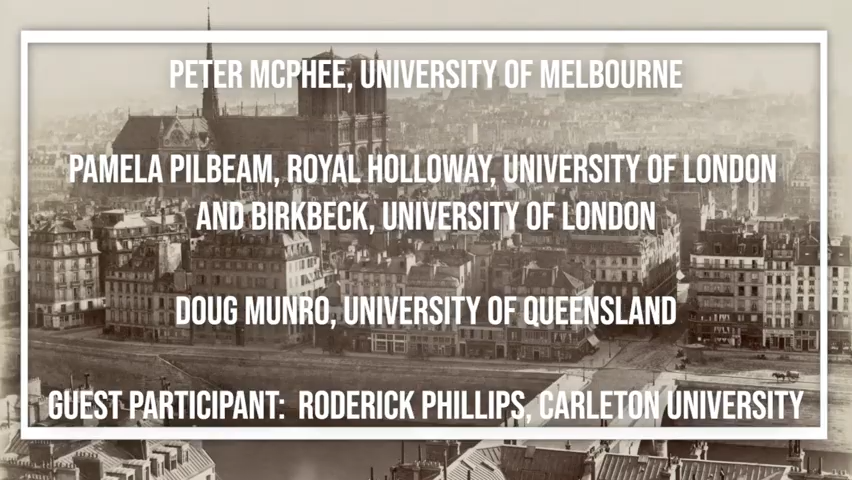 PETER MCPHEE, UNIVERSITY OF MELBOURNE
PAMELA PILBEAM, ROYAL HOLLOWAY, UNIVERSITY OF LONDON
AND BIRKBECK, UNIVERSITY OF LONDON
DOUG MUNRO, UNIVERSITY OF QUEENSLAND
GUEST PARTICIPANT: RODERICK PHILLIPS, CARLETON UNIVERSITY